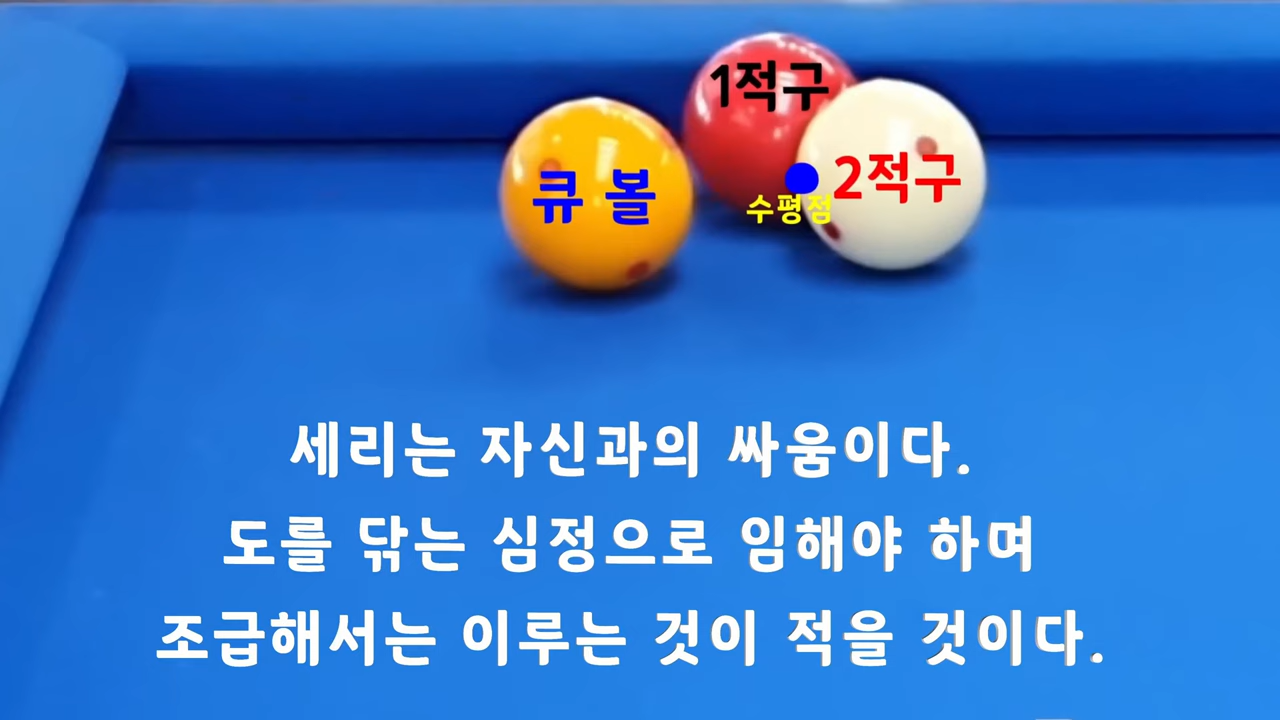 1적구
큐 볼
2적구
수평점
세리는 자신과의 싸움이다.
도를 닦는 심정으로 임해야 하며
조급해서는 이루는 것이 적을 것이다.